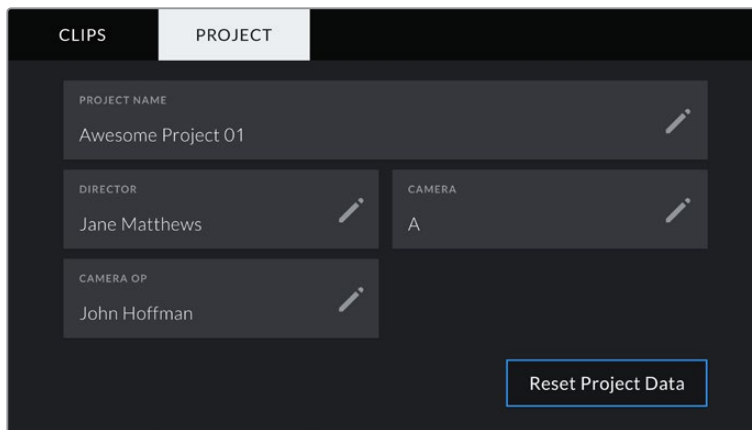 CLIPS PROJECT
PROJECT NAME
Awesome Project 01
DIRECTOR
Jane Matthews
CAMERA
A
CAMERA OP
John Hoffman
Reset Project Data